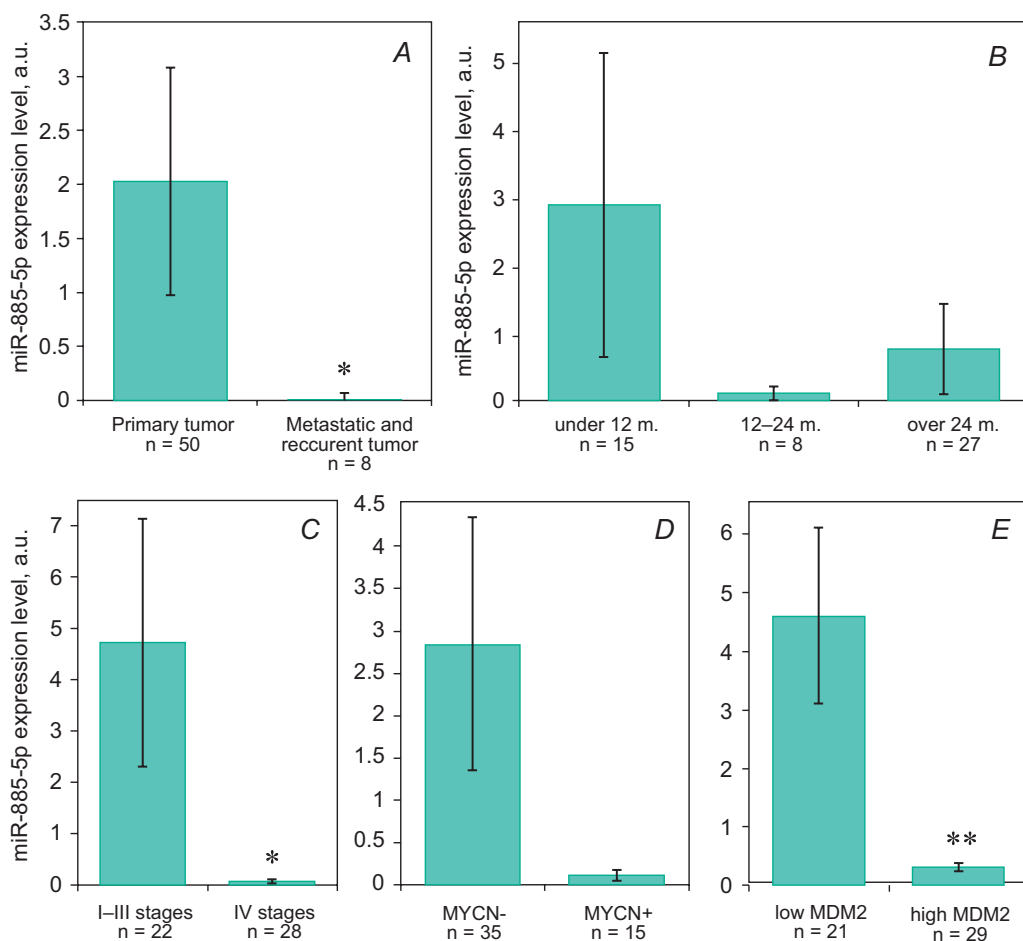 miR-885-5p expression level, a.u.
3.5
3
2.5
2
1.5
1
0.5
0
A
*
Primary tumor
n = 50
Metastatic and
reccurent tumor
n = 8
miR-885-5p expression level, a.u.
5
4
3
2
1
0
B
under 12 m.
n = 15
12–24 m.
n = 8
over 24 m.
n = 27
miR-885-5p expression level, a.u.
7
6
5
4
3
2
1
0
C
*
I–III stages
n = 22
IV stages
n = 28
4.5
4
3.5
3
2.5
2
1.5
1
0.5
0
D
MYCN-
n = 35
MYCN+
n = 15
6
5
4
3
2
1
0
E
**
low MDM2
n = 21
high MDM2
n = 29